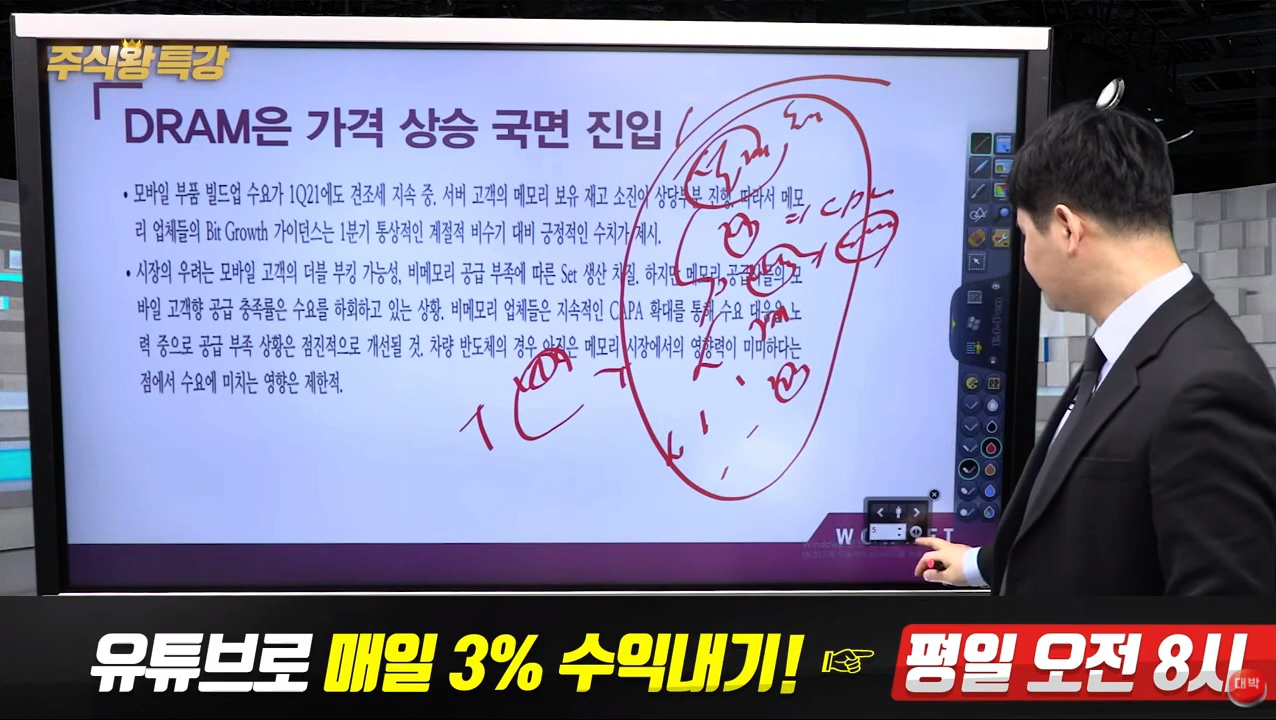 주식왕 특강
DRAM은 가격 상승 국면 진입
• 모바일 부품 빌드업 수요가 1Q21에도 견조세 지속 중. 서버 고객의 메모리 보유 재고 소진이 상당부분 진행. 따라서 메모
리 업체들의 Bit Growth 가이던스는 1분기 통상적인 계절적 비수기 대비 긍정적인 수치가 제시.
• 시장의 우려는 모바일 고객의 더블 부킹 가능성, 비메모리 공급 부족에 따른 Set 생산 차질. 하지만 메모리 공급자들의 모
바일 고객향 공급 충족률은 수요를 하회하고 있는 상황. 비메모리 업체들은 지속적인 CAPA 확대를 통해 수요 대응을 노
력 중으로 공급 부족 상황은 점진적으로 개선될 것. 차량 반도체의 경우 아직은 메모리 시장에서의 영향력이 미미하다는
점에서 수요에 미치는 영향은 제한적.
5
유튜브로 매일 3% 수익내기! 평일 오전 8시
대박